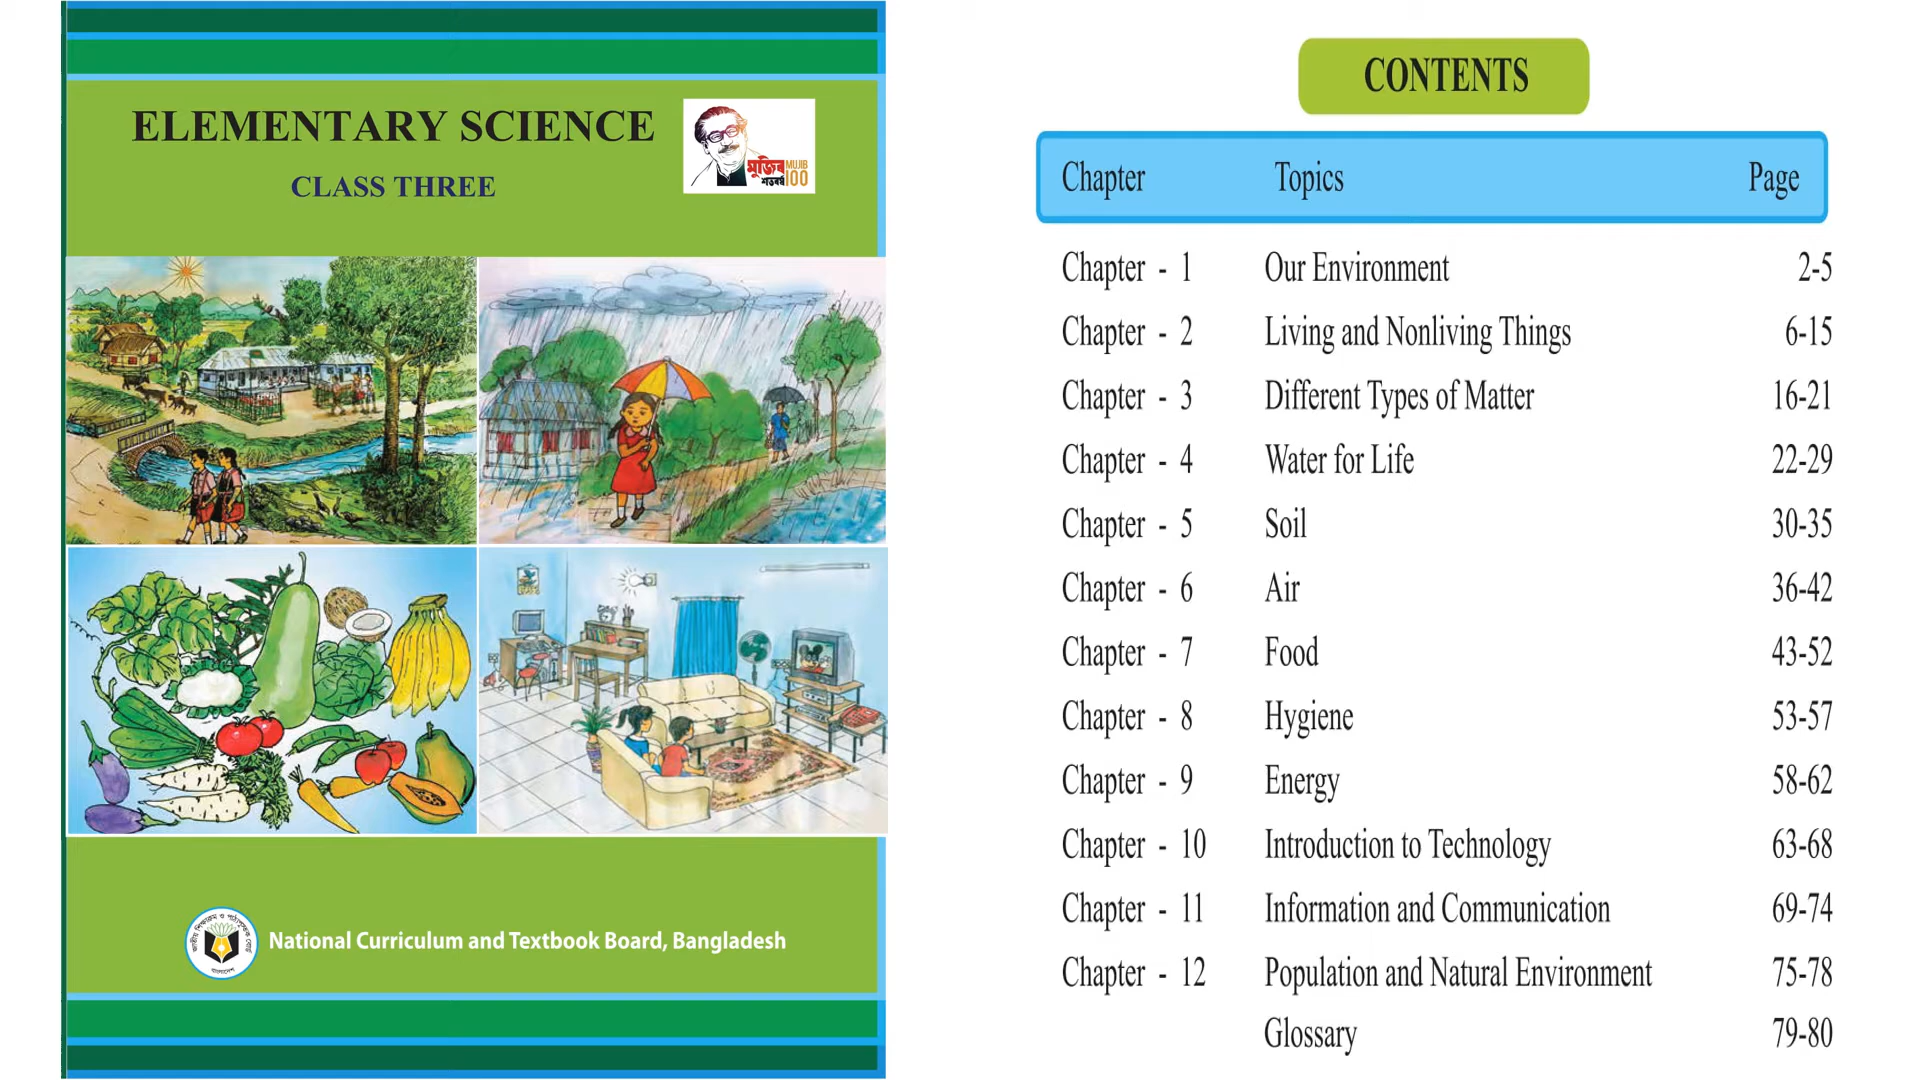 ELEMENTARY SCIENCE
CLASS THREE
মুজিব
শতবর্ষ
MUJIB
100
জাতীয় শিক্ষাক্রম ও পাঠ্যপুস্তক বোর্ড
বাংলাদেশ
National Curriculum and Textbook Board, Bangladesh
CONTENTS
Chapter Topics Page
Chapter - 1 Our Environment 2-5
Chapter - 2 Living and Nonliving Things 6-15
Chapter - 3 Different Types of Matter 16-21
Chapter - 4 Water for Life 22-29
Chapter - 5 Soil 30-35
Chapter - 6 Air 36-42
Chapter - 7 Food 43-52
Chapter - 8 Hygiene 53-57
Chapter - 9 Energy 58-62
Chapter - 10 Introduction to Technology 63-68
Chapter - 11 Information and Communication 69-74
Chapter - 12 Population and Natural Environment 75-78
Glossary 79-80